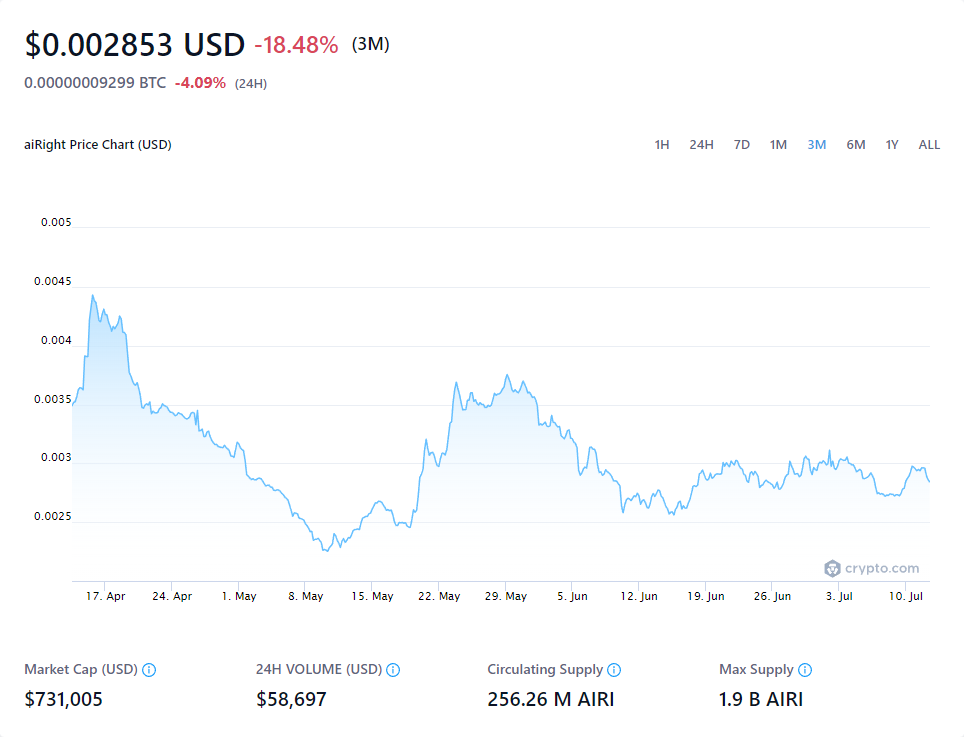 $0.002853 USD -18.48% (3M)
0.00000009299 BTC -4.09% (24H)
aiRight Price Chart (USD) 1H 24H 7D 1M 3M 6M 1Y ALL
0.005
0.0045
0.004
0.0035
0.003
0.0025
crypto.com
17. Apr 24. Apr 1. May 8. May 15. May 22. May 29. May 5. Jun 12. Jun 19. Jun 26. Jun 3. Jul 10. Jul
Market Cap (USD) 24H VOLUME (USD) Circulating Supply Max Supply
$731,005 $58,697 256.26 M AIRI 1.9 B AIRI